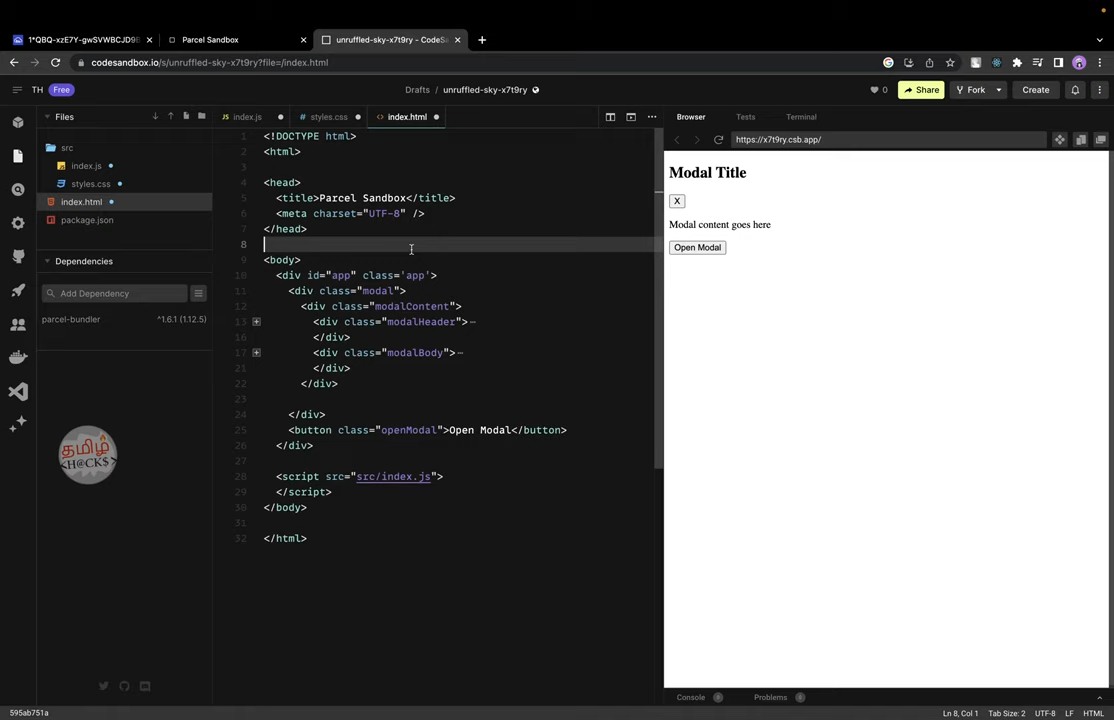 1*QBQ-xzE7Y-gwSVWBCJD9E
Parcel Sandbox
unruffled-sky-x7t9ry - CodeSa
codesandbox.io/s/unruffled-sky-x7t9ry?file=/index.html
TH Free
Drafts / unruffled-sky-x7t9ry
0
Share
Fork
Create
Files
src
index.js
styles.css
index.html
package.json
Dependencies
Add Dependency
parcel-bundler ^1.6.1 (1.12.5)
தமிழ்
<H@CK$>
index.js
styles.css
index.html
1 <!DOCTYPE html>
2 <html>
3
4 <head>
5 <title>Parcel Sandbox</title>
6 <meta charset="UTF-8" />
7 </head>
8
9 <body>
10 <div id="app" class='app'>
11 <div class="modal">
12 <div class="modalContent">
13 <div class="modalHeader">
16 </div>
17 <div class="modalBody">
21 </div>
22 </div>
23
24 </div>
25 <button class="openModal">Open Modal</button>
26 </div>
27
28 <script src="src/index.js">
29 </script>
30 </body>
31
32 </html>
Browser
Tests
Terminal
https://x7t9ry.csb.app/
Modal Title
X
Modal content goes here
Open Modal
Console 0
Problems 0
595ab751a
Ln 8, Col 1 Tab Size: 2 UTF-8 LF HTML